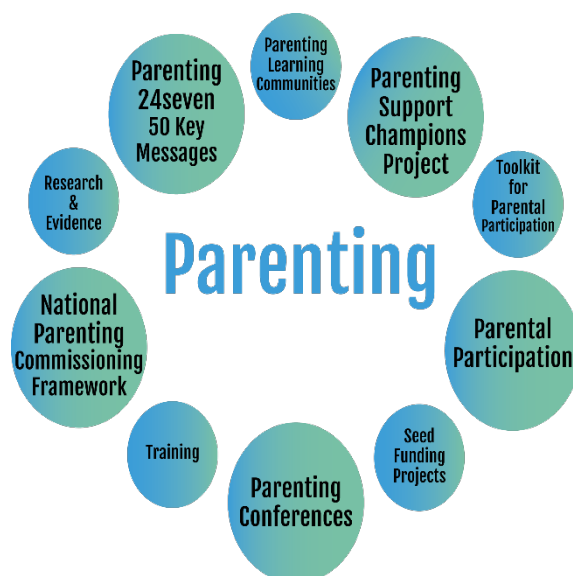 Parenting
Learning
Communities
Parenting
24seven
50 Key
Messages
Parenting
Support
Champions
Project
Research
&
Evidence
Toolkit
for
Parental
Participation
Parenting
National
Parenting
Commissioning
Framework
Parental
Participation
Training
Seed
Funding
Projects
Parenting
Conferences